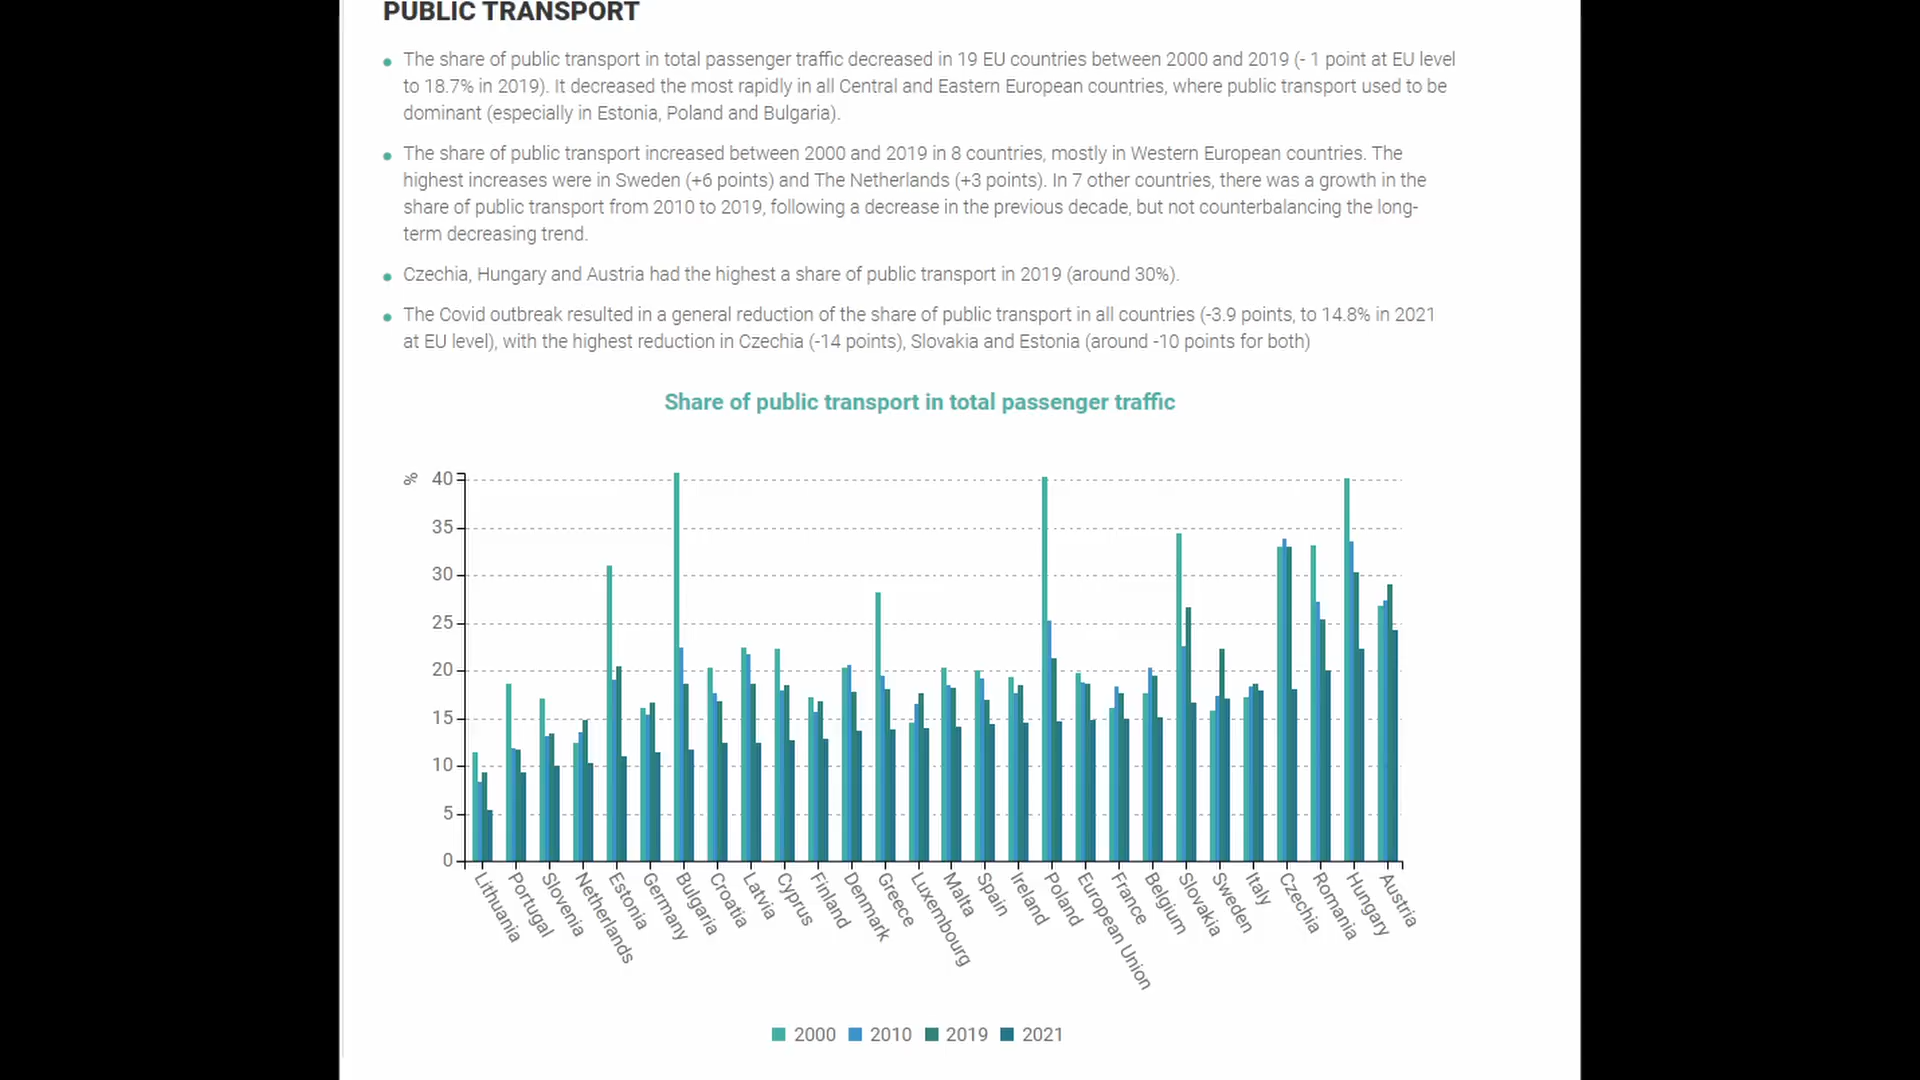 PUBLIC TRANSPORT
The share of public transport in total passenger traffic decreased in 19 EU countries between 2000 and 2019 (- 1 point at EU level
to 18.7% in 2019). It decreased the most rapidly in all Central and Eastern European countries, where public transport used to be
dominant (especially in Estonia, Poland and Bulgaria).
The share of public transport increased between 2000 and 2019 in 8 countries, mostly in Western European countries. The
highest increases were in Sweden (+6 points) and The Netherlands (+3 points). In 7 other countries, there was a growth in the
share of public transport from 2010 to 2019, following a decrease in the previous decade, but not counterbalancing the long-
term decreasing trend.
Czechia, Hungary and Austria had the highest a share of public transport in 2019 (around 30%).
The Covid outbreak resulted in a general reduction of the share of public transport in all countries (-3.9 points, to 14.8% in 2021
at EU level), with the highest reduction in Czechia (-14 points), Slovakia and Estonia (around -10 points for both)
Share of public transport in total passenger traffic
%
40
35
30
25
20
15
10
5
0
Lithuania
Portugal
Slovenia
Netherlands
Estonia
Germany
Bulgaria
Croatia
Latvia
Cyprus
Finland
Denmark
Greece
Luxembourg
Malta
Spain
Ireland
Poland
European Union
France
Belgium
Slovakia
Sweden
Italy
Czechia
Romania
Hungary
Austria
2000 2010 2019 2021